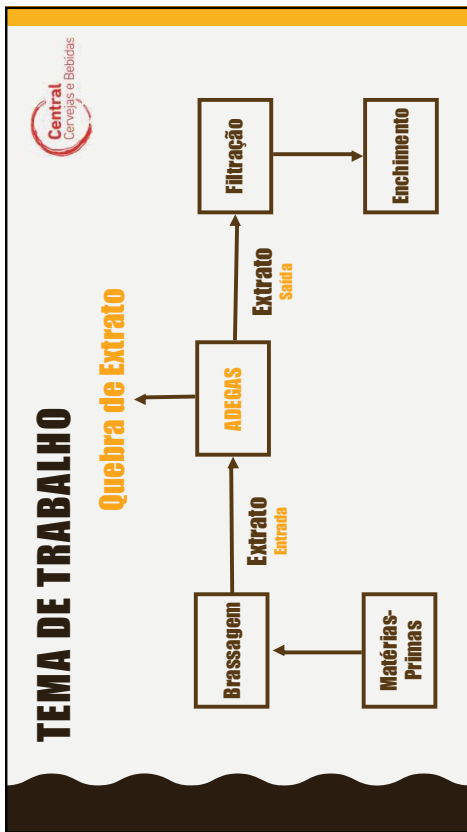 TEMA DE TRABALHO
Central
Cervejas e Bebidas
Quebra de Extrato
Brassagem
Extrato
Entrada
ADEGAS
Extrato
Saída
Filtração
Matérias-
Primas
Enchimento